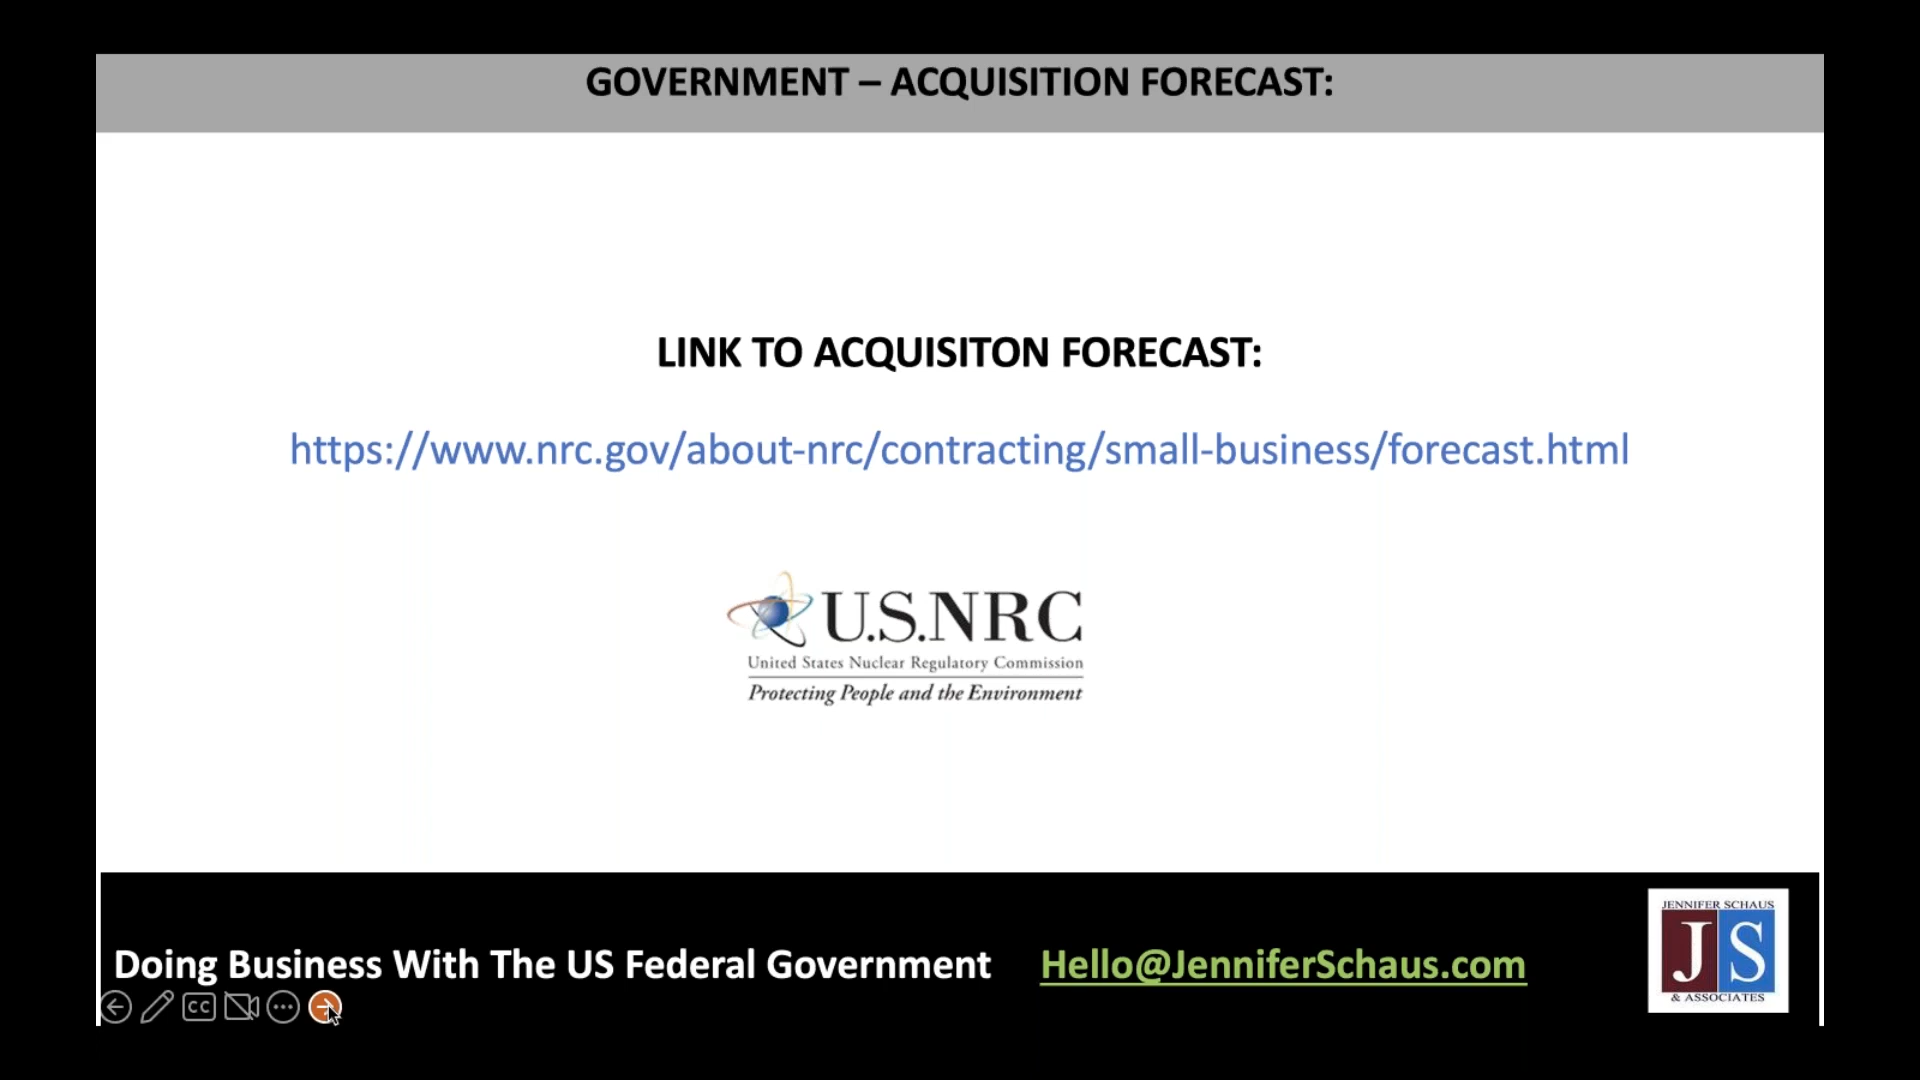 GOVERNMENT – ACQUISITION FORECAST:
LINK TO ACQUISITON FORECAST:
https://www.nrc.gov/about-nrc/contracting/small-business/forecast.html
U.S.NRC
United States Nuclear Regulatory Commission
Protecting People and the Environment
Doing Business With The US Federal Government Hello@JenniferSchaus.com
JENNIFER SCHAUS
JS
& ASSOCIATES
CC